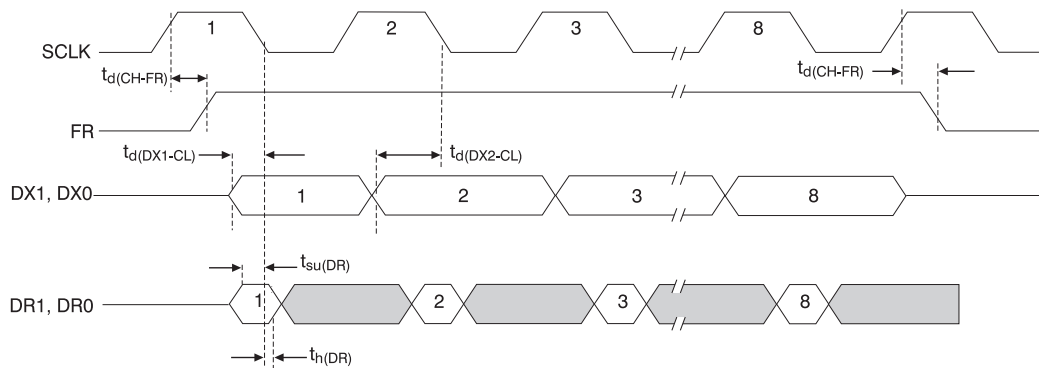 SCLK 1 2 3 8
td(CH-FR) td(CH-FR)
FR
td(DX1-CL) td(DX2-CL)
DX1, DX0 1 2 3 8
tsu(DR)
DR1, DR0 1 2 3 8
th(DR)